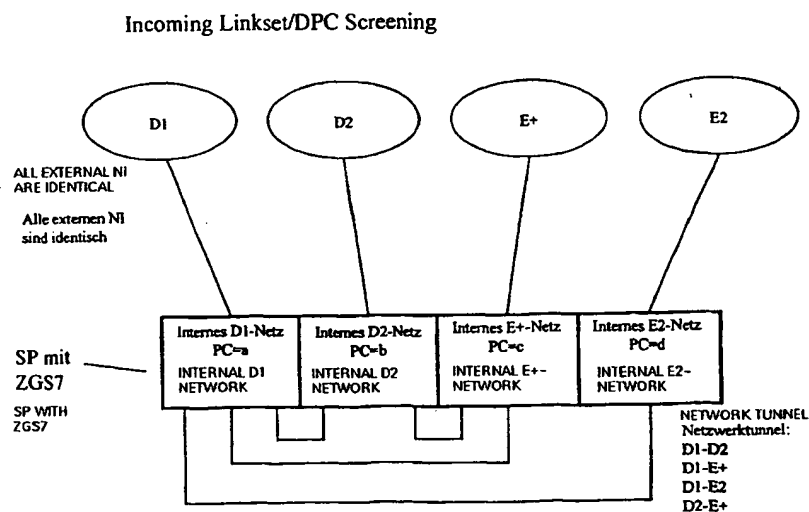 Incoming Linkset/DPC Screening
D1
D2
E+
E2
ALL EXTERNAL NI
ARE IDENTICAL
Alle externen NI
sind identisch
Internes D1-Netz
PC=a
INTERNAL D1
NETWORK
Internes D2-Netz
PC=b
INTERNAL D2
NETWORK
Internes E+-Netz
PC=c
INTERNAL E+-
NETWORK
Internes E2-Netz
PC=d
INTERNAL E2-
NETWORK
SP mit
ZGS7
SP WITH
ZGS7
NETWORK TUNNEL
Netzwerktunnel:
D1-D2
D1-E+
D1-E2
D2-E+